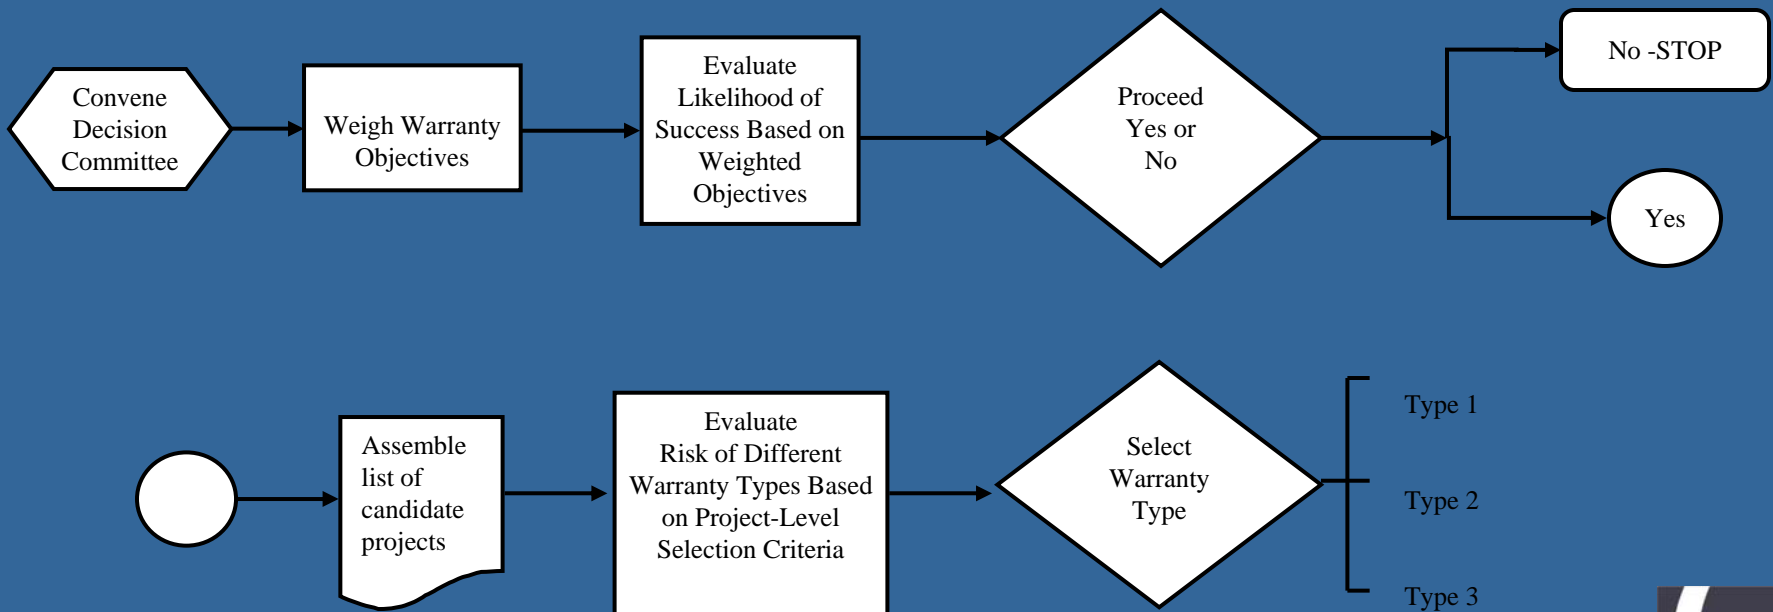 Convene
Decision
Committee
Weigh Warranty
Objectives
Evaluate
Likelihood of
Success Based on
Weighted
Objectives
Proceed
Yes or
No
No -STOP
Yes
Assemble
list of
candidate
projects
Evaluate
Risk of Different
Warranty Types Based
on Project-Level
Selection Criteria
Select
Warranty
Type
Type 1
Type 2
Type 3